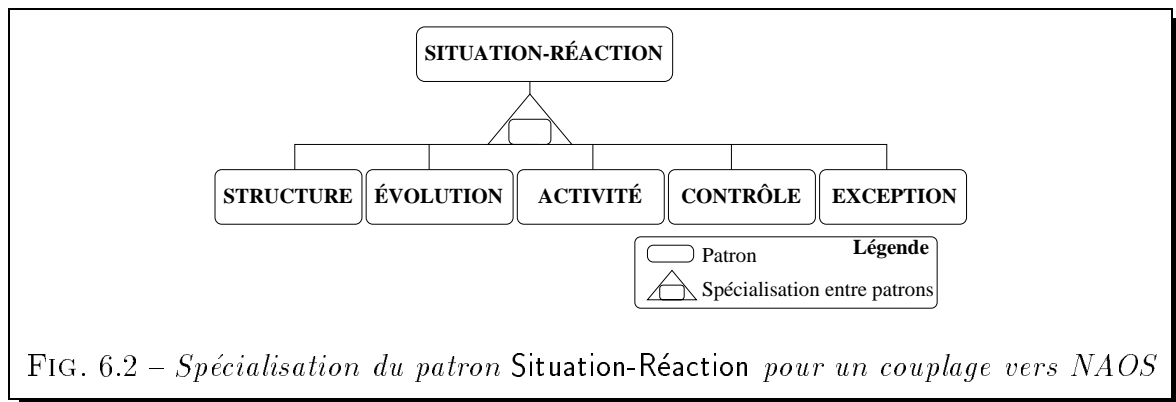 SITUATION-RÉACTION
STRUCTURE ÉVOLUTION ACTIVITÉ CONTRÔLE EXCEPTION
Légende
Patron
Spécialisation entre patrons
FIG. 6.2 – Spécialisation du patron Situation-Réaction pour un couplage vers NAOS